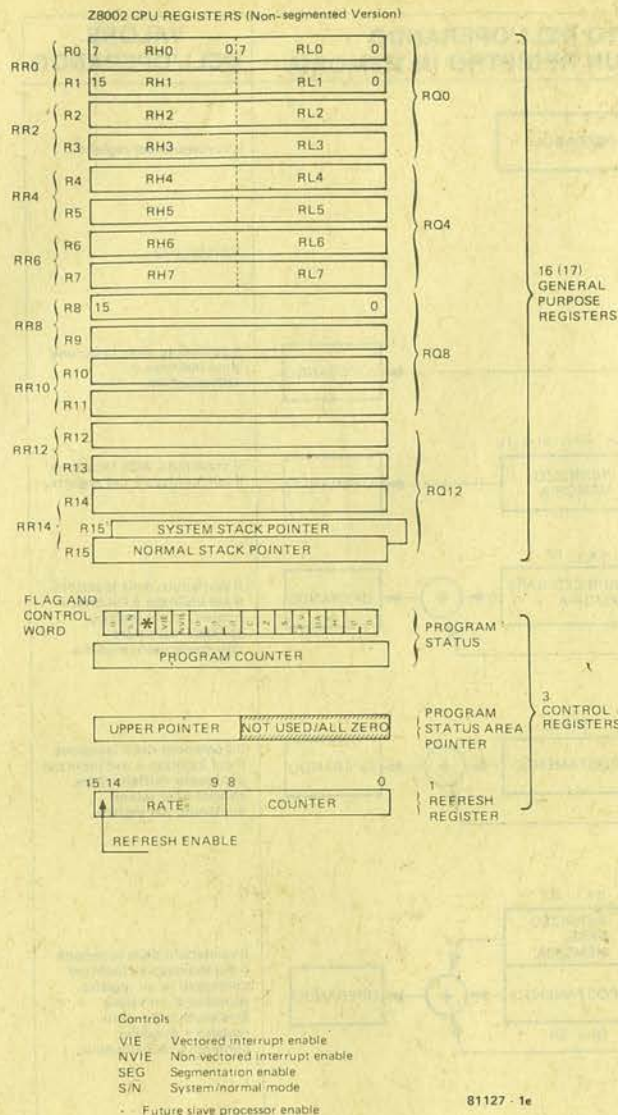 Z8002 CPU REGISTERS (Non-segmented Version)
RR0 R0 7 RH0 0 7 RL0 0
R1 15 RH1 RL1 0
RQ0
RR2 R2 RH2 RL2
R3 RH3 RL3
RR4 R4 RH4 RL4
R5 RH5 RL5
RQ4
RR6 R6 RH6 RL6
R7 RH7 RL7
16 (17)
GENERAL
PURPOSE
REGISTERS
RR8 R8 15 0
R9
RQ8
RR10 R10
R11
RR12 R12
R13
RQ12
RR14 R14
R15' SYSTEM STACK POINTER
R15 NORMAL STACK POINTER
FLAG AND
CONTROL
WORD
* VIE NVIE C Z S P/V DA H
PROGRAM COUNTER
PROGRAM
STATUS
UPPER POINTER NOT USED/ALL ZERO
PROGRAM
STATUS AREA
POINTER
3
CONTROL
REGISTERS
15 14 9 8 0
RATE COUNTER
1
REFRESH
REGISTER
REFRESH ENABLE
Controls
VIE Vectored interrupt enable
NVIE Non-vectored interrupt enable
SEG Segmentation enable
S/N System/normal mode
Future slave processor enable
81127 - 1e